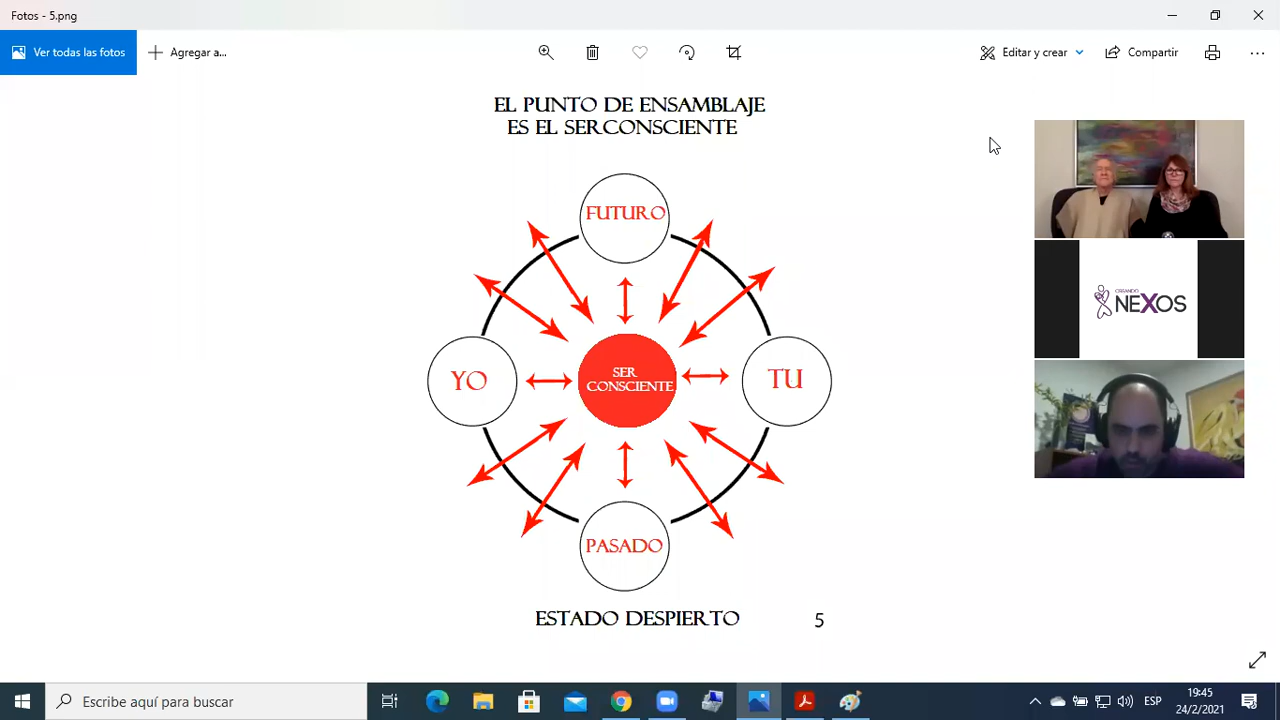 Fotos - 5.png
Ver todas las fotos
Agregar a...
Editar y crear
Compartir
EL PUNTO DE ENSAMBLAJE
ES EL SERCONSCIENTE
FUTURO
YO
SER
CONSCIENTE
TU
PASADO
ESTADO DESPIERTO
5
CREANDO
NEXOS
Escribe aquí para buscar
ESP
19:45
24/2/2021